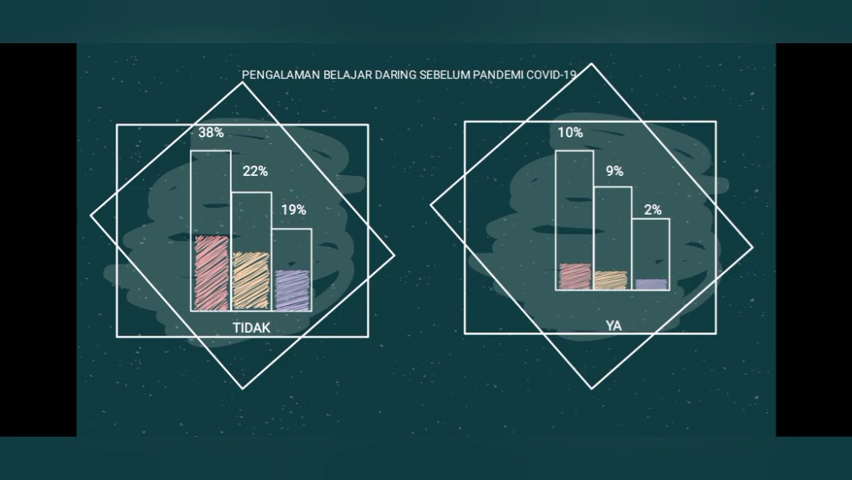 PENGALAMAN BELAJAR DARING SEBELUM PANDEMI COVID-19
38%
22%
19%
TIDAK
10%
9%
2%
YA